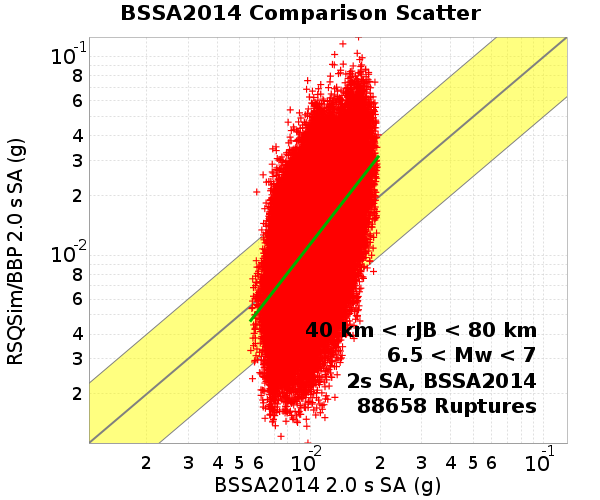 BSSA2014 Comparison Scatter
RSQSim/BBP 2.0 s SA (g)
10-1
8
6
4
3
2
10-2
8
6
4
3
2
40 km < rJB < 80 km
6.5 < Mw < 7
2s SA, BSSA2014
88658 Ruptures
2 3 4 5 6 10-2 2 3 4 5 6 10-1
BSSA2014 2.0 s SA (g)